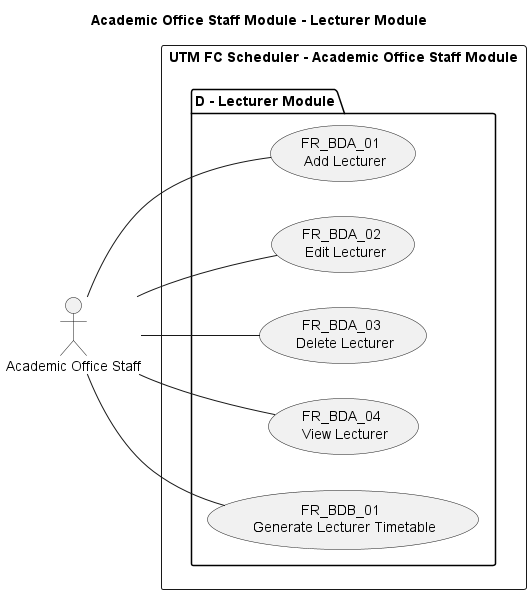 Academic Office Staff Module - Lecturer Module
UTM FC Scheduler - Academic Office Staff Module
D - Lecturer Module
FR_BDA_01
Add Lecturer
FR_BDA_02
Edit Lecturer
FR_BDA_03
Delete Lecturer
Academic Office Staff
FR_BDA_04
View Lecturer
FR_BDB_01
Generate Lecturer Timetable